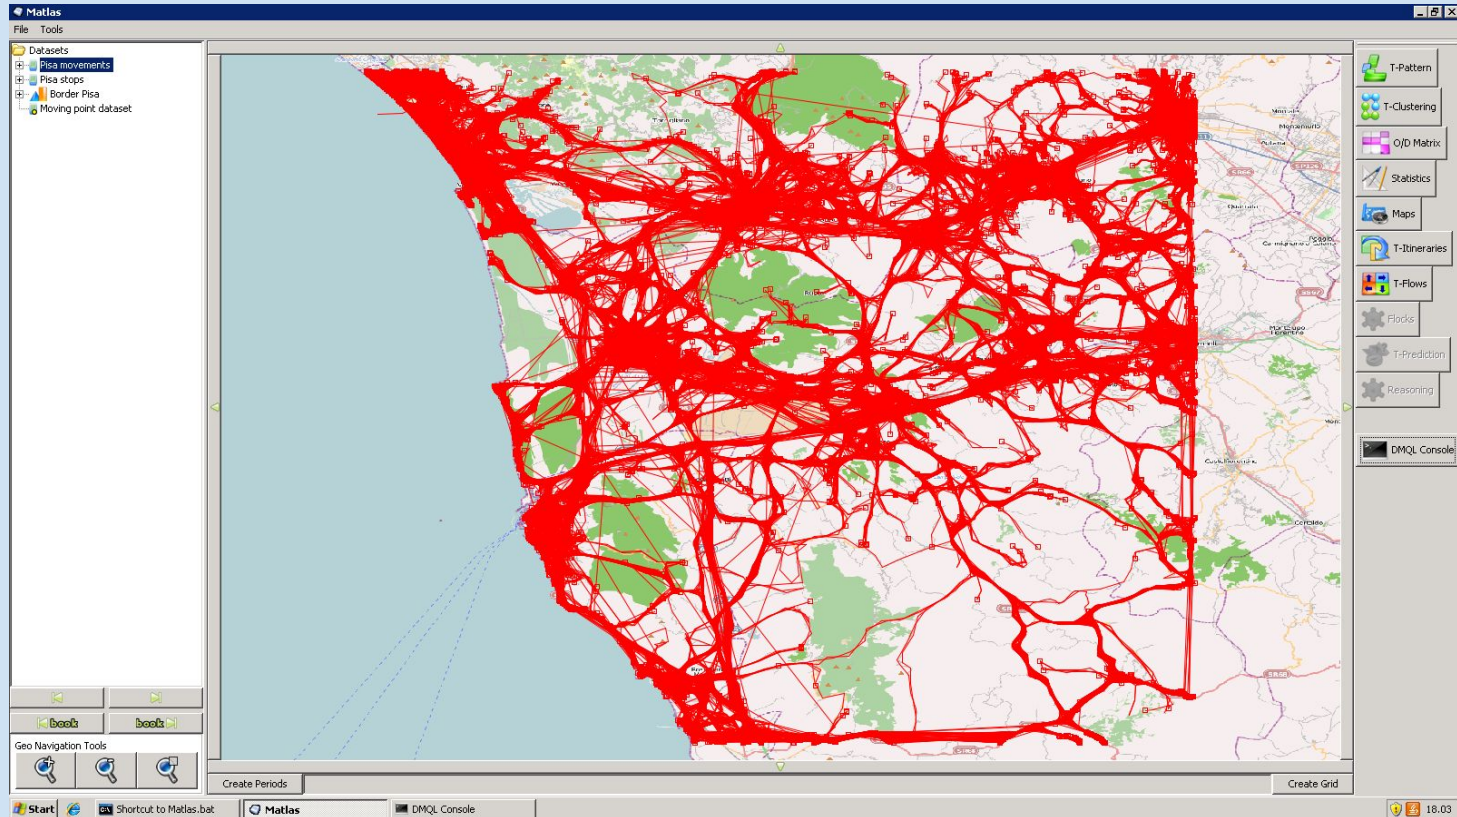 Matlas
File Tools
Datasets
Pisa movements
Pisa stops
Border Pisa
Moving point dataset
book
book
Geo Navigation Tools
Create Periods
Create Grid
T-Pattern
T-Clustering
O/D Matrix
Statistics
Maps
T-Itineraries
T-Flows
Flocks
T-Prediction
Reasoning
DMQL Console
Start
Shortcut to Matlas.bat
Matlas
DMQL Console
18.03